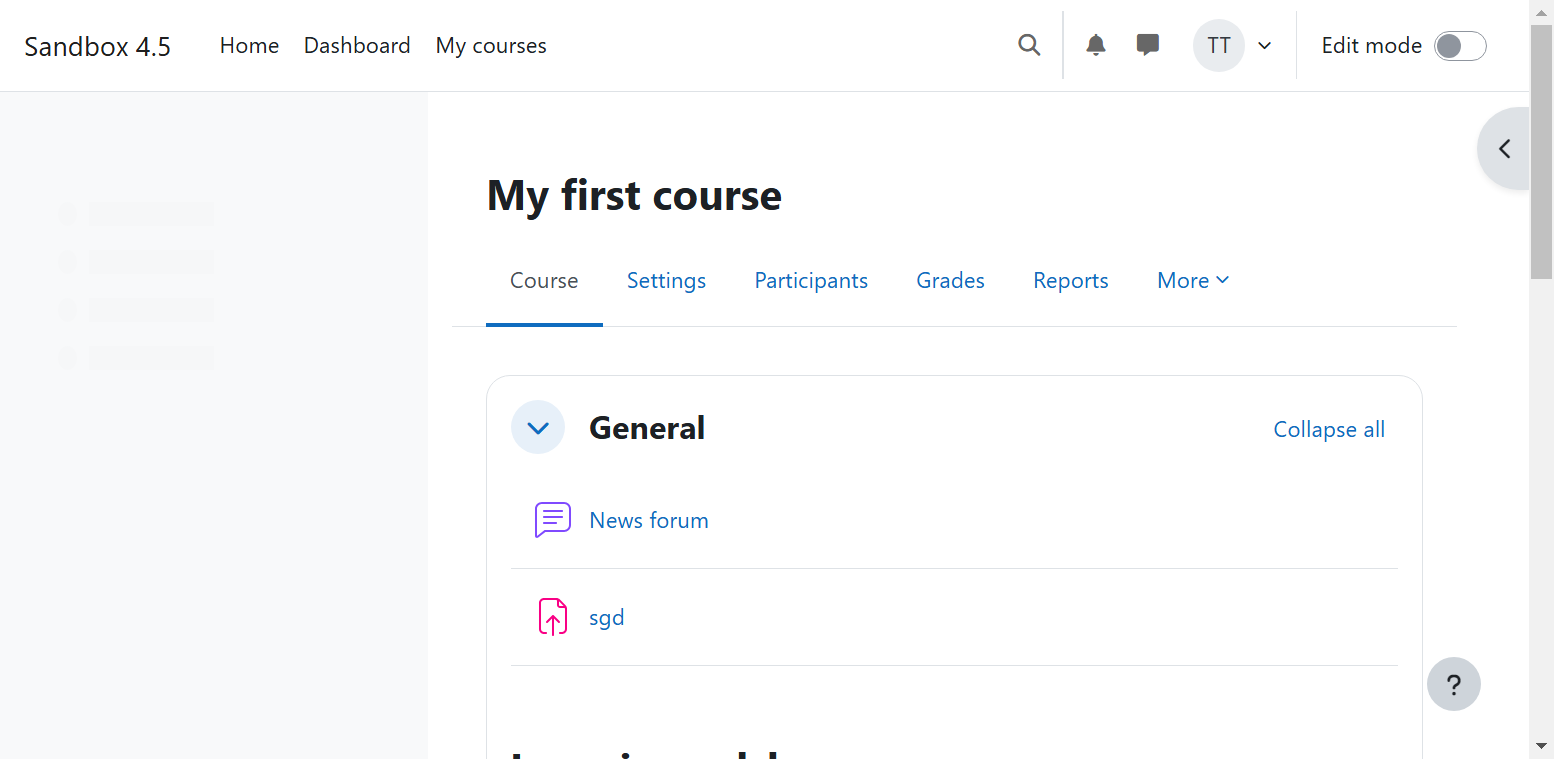 Sandbox 4.5 Home Dashboard My courses TT Edit mode
My first course
Course Settings Participants Grades Reports More
General Collapse all
News forum
sgd
?